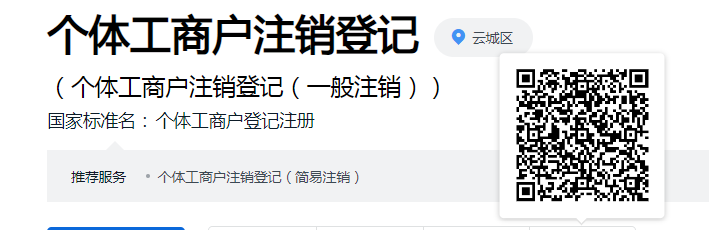 个体工商户注销登记 云城区
（个体工商户注销登记（一般注销））
国家标准名：个体工商户登记注册
推荐服务 • 个体工商户注销登记（简易注销）